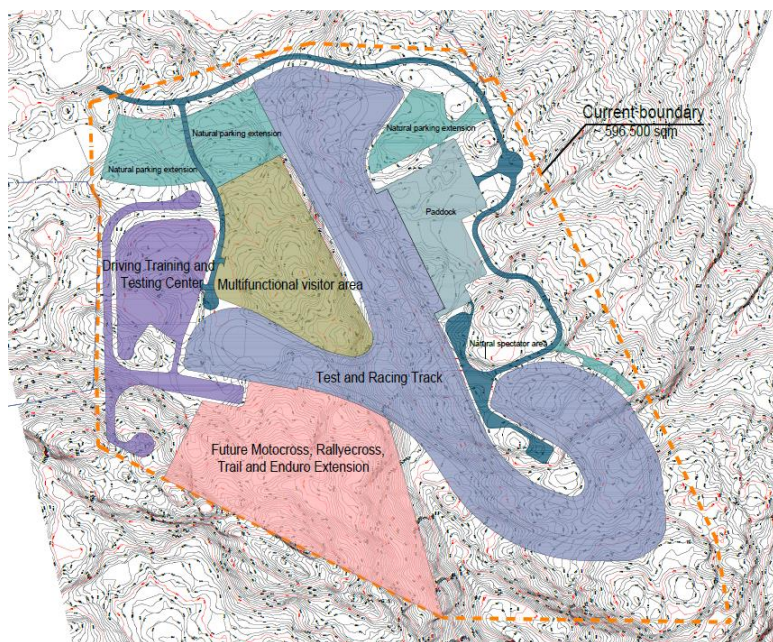 Current boundary
~ 596.500 sqm
Natural parking extension
Natural parking extension
Natural parking extension
Paddock
Driving Training and
Testing Center
Multifunctional visitor area
Natural spectator area
Test and Racing Track
Future Motocross, Rallyecross,
Trail and Enduro Extension